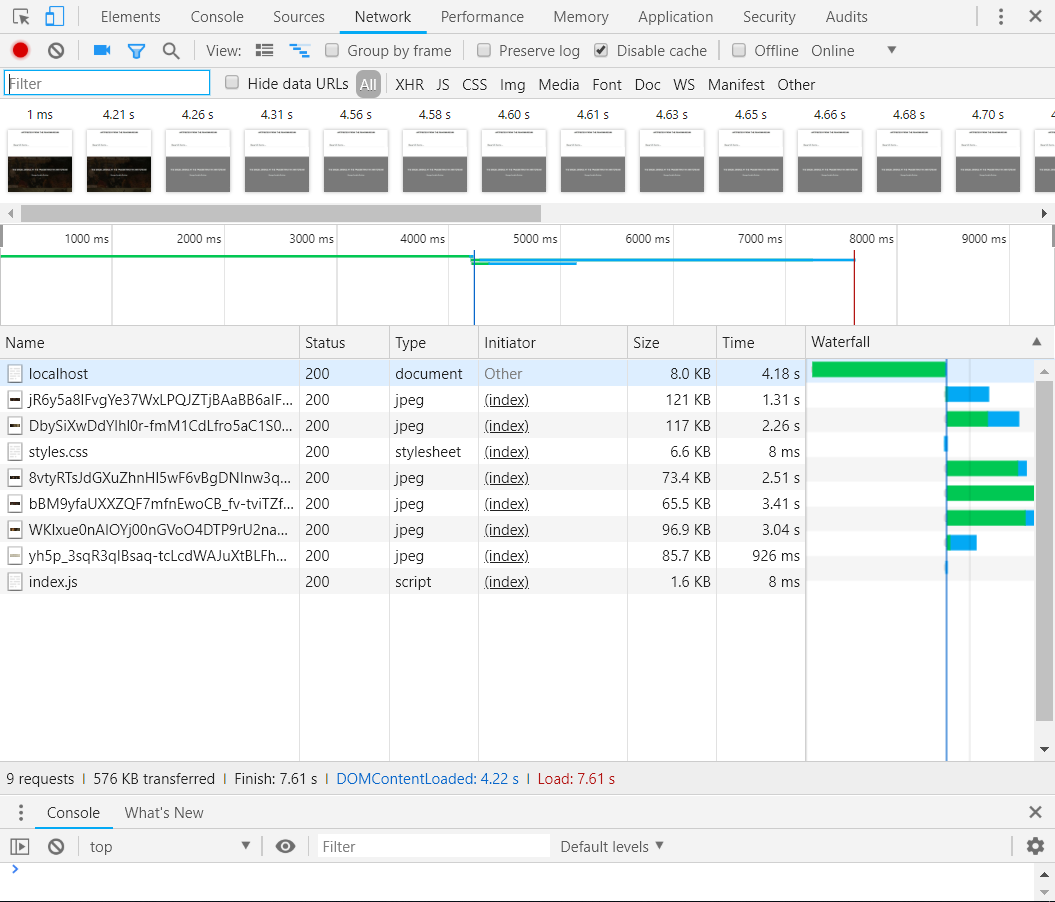 Elements Console Sources Network Performance Memory Application Security Audits
View: Group by frame Preserve log Disable cache Offline Online
Filter Hide data URLs All XHR JS CSS Img Media Font Doc WS Manifest Other
1 ms 4.21 s 4.26 s 4.31 s 4.56 s 4.58 s 4.60 s 4.61 s 4.63 s 4.65 s 4.66 s 4.68 s 4.70 s
1000 ms 2000 ms 3000 ms 4000 ms 5000 ms 6000 ms 7000 ms 8000 ms 9000 ms
Name Status Type Initiator Size Time Waterfall
localhost 200 document Other 8.0 KB 4.18 s
200 jpeg (index) 121 KB 1.31 s
200 jpeg (index) 117 KB 2.26 s
styles.css 200 stylesheet (index) 6.6 KB 8 ms
200 jpeg (index) 73.4 KB 2.51 s
200 jpeg (index) 65.5 KB 3.41 s
200 jpeg (index) 96.9 KB 3.04 s
200 jpeg (index) 85.7 KB 926 ms
index.js 200 script (index) 1.6 KB 8 ms
9 requests 576 KB transferred Finish: 7.61 s DOMContentLoaded: 4.22 s Load: 7.61 s
Console What's New
top Filter Default levels